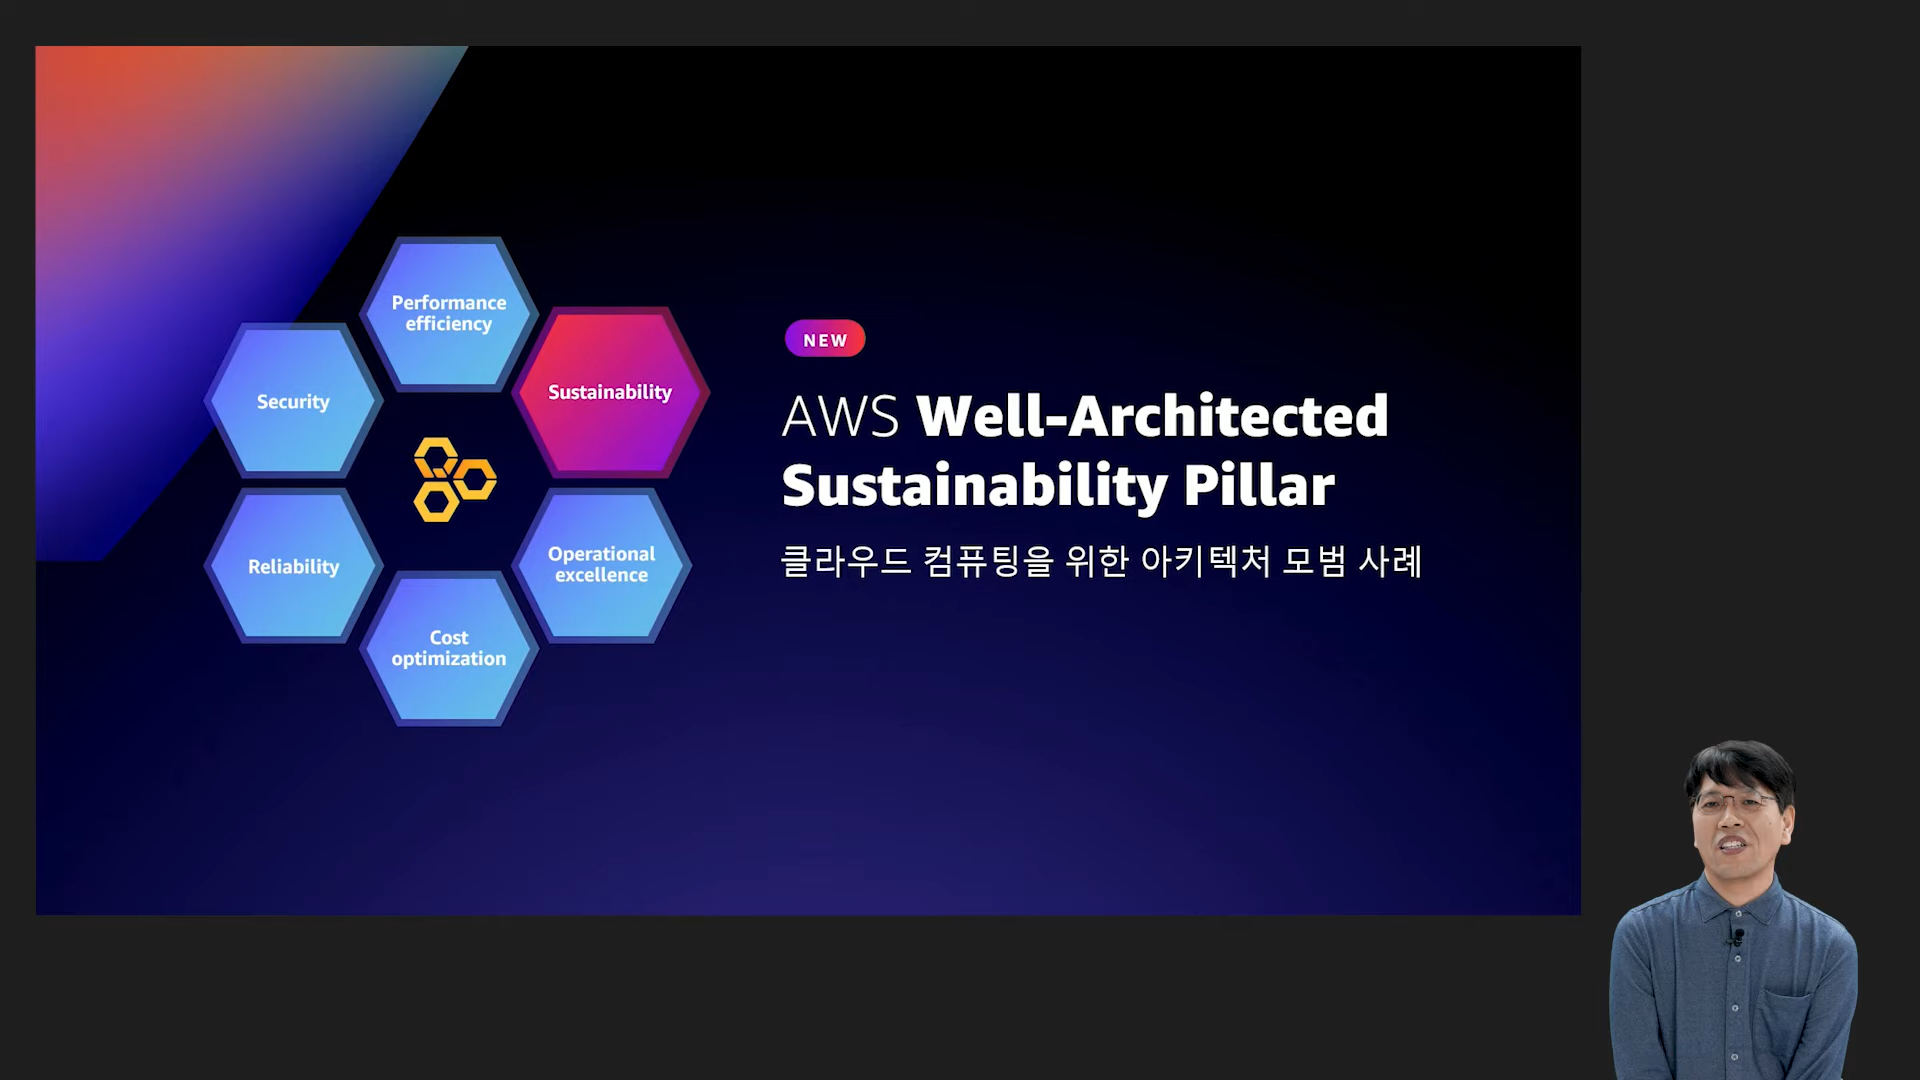 Performance
efficiency
Security
Sustainability
Reliability
Operational
excellence
Cost
optimization
NEW
AWS Well-Architected
Sustainability Pillar
클라우드 컴퓨팅을 위한 아키텍처 모범 사례